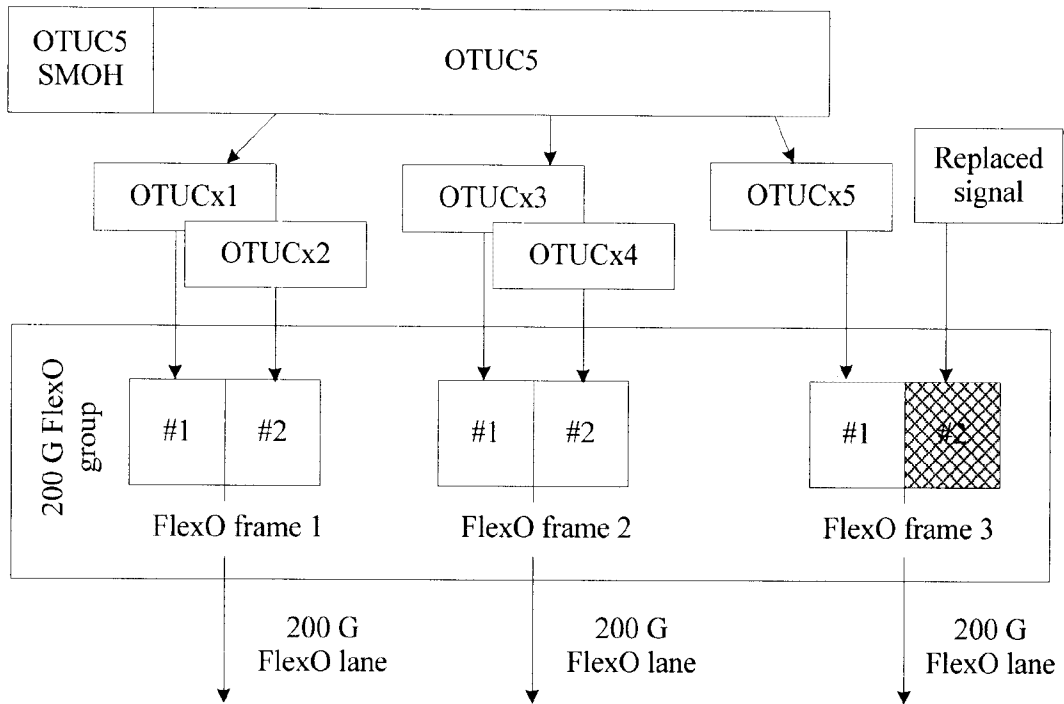 OTUC5
SMOH
OTUC5
OTUCx1
OTUCx2
OTUCx3
OTUCx4
OTUCx5
Replaced
signal
200 G FlexO
group
#1
#2
#1
#2
#1
#2
FlexO frame 1
FlexO frame 2
FlexO frame 3
200 G
FlexO lane
200 G
FlexO lane
200 G
FlexO lane